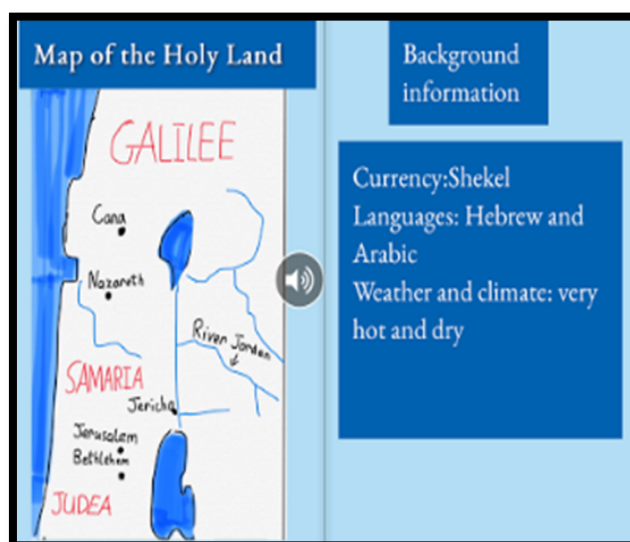 Map of the Holy Land
GALILEE
Cana
Nazareth
River Jordan
SAMARIA
Jericho
Jerusalem
Bethlehem
JUDEA
Background
information
Currency:Shekel
Languages: Hebrew and
Arabic
Weather and climate: very
hot and dry